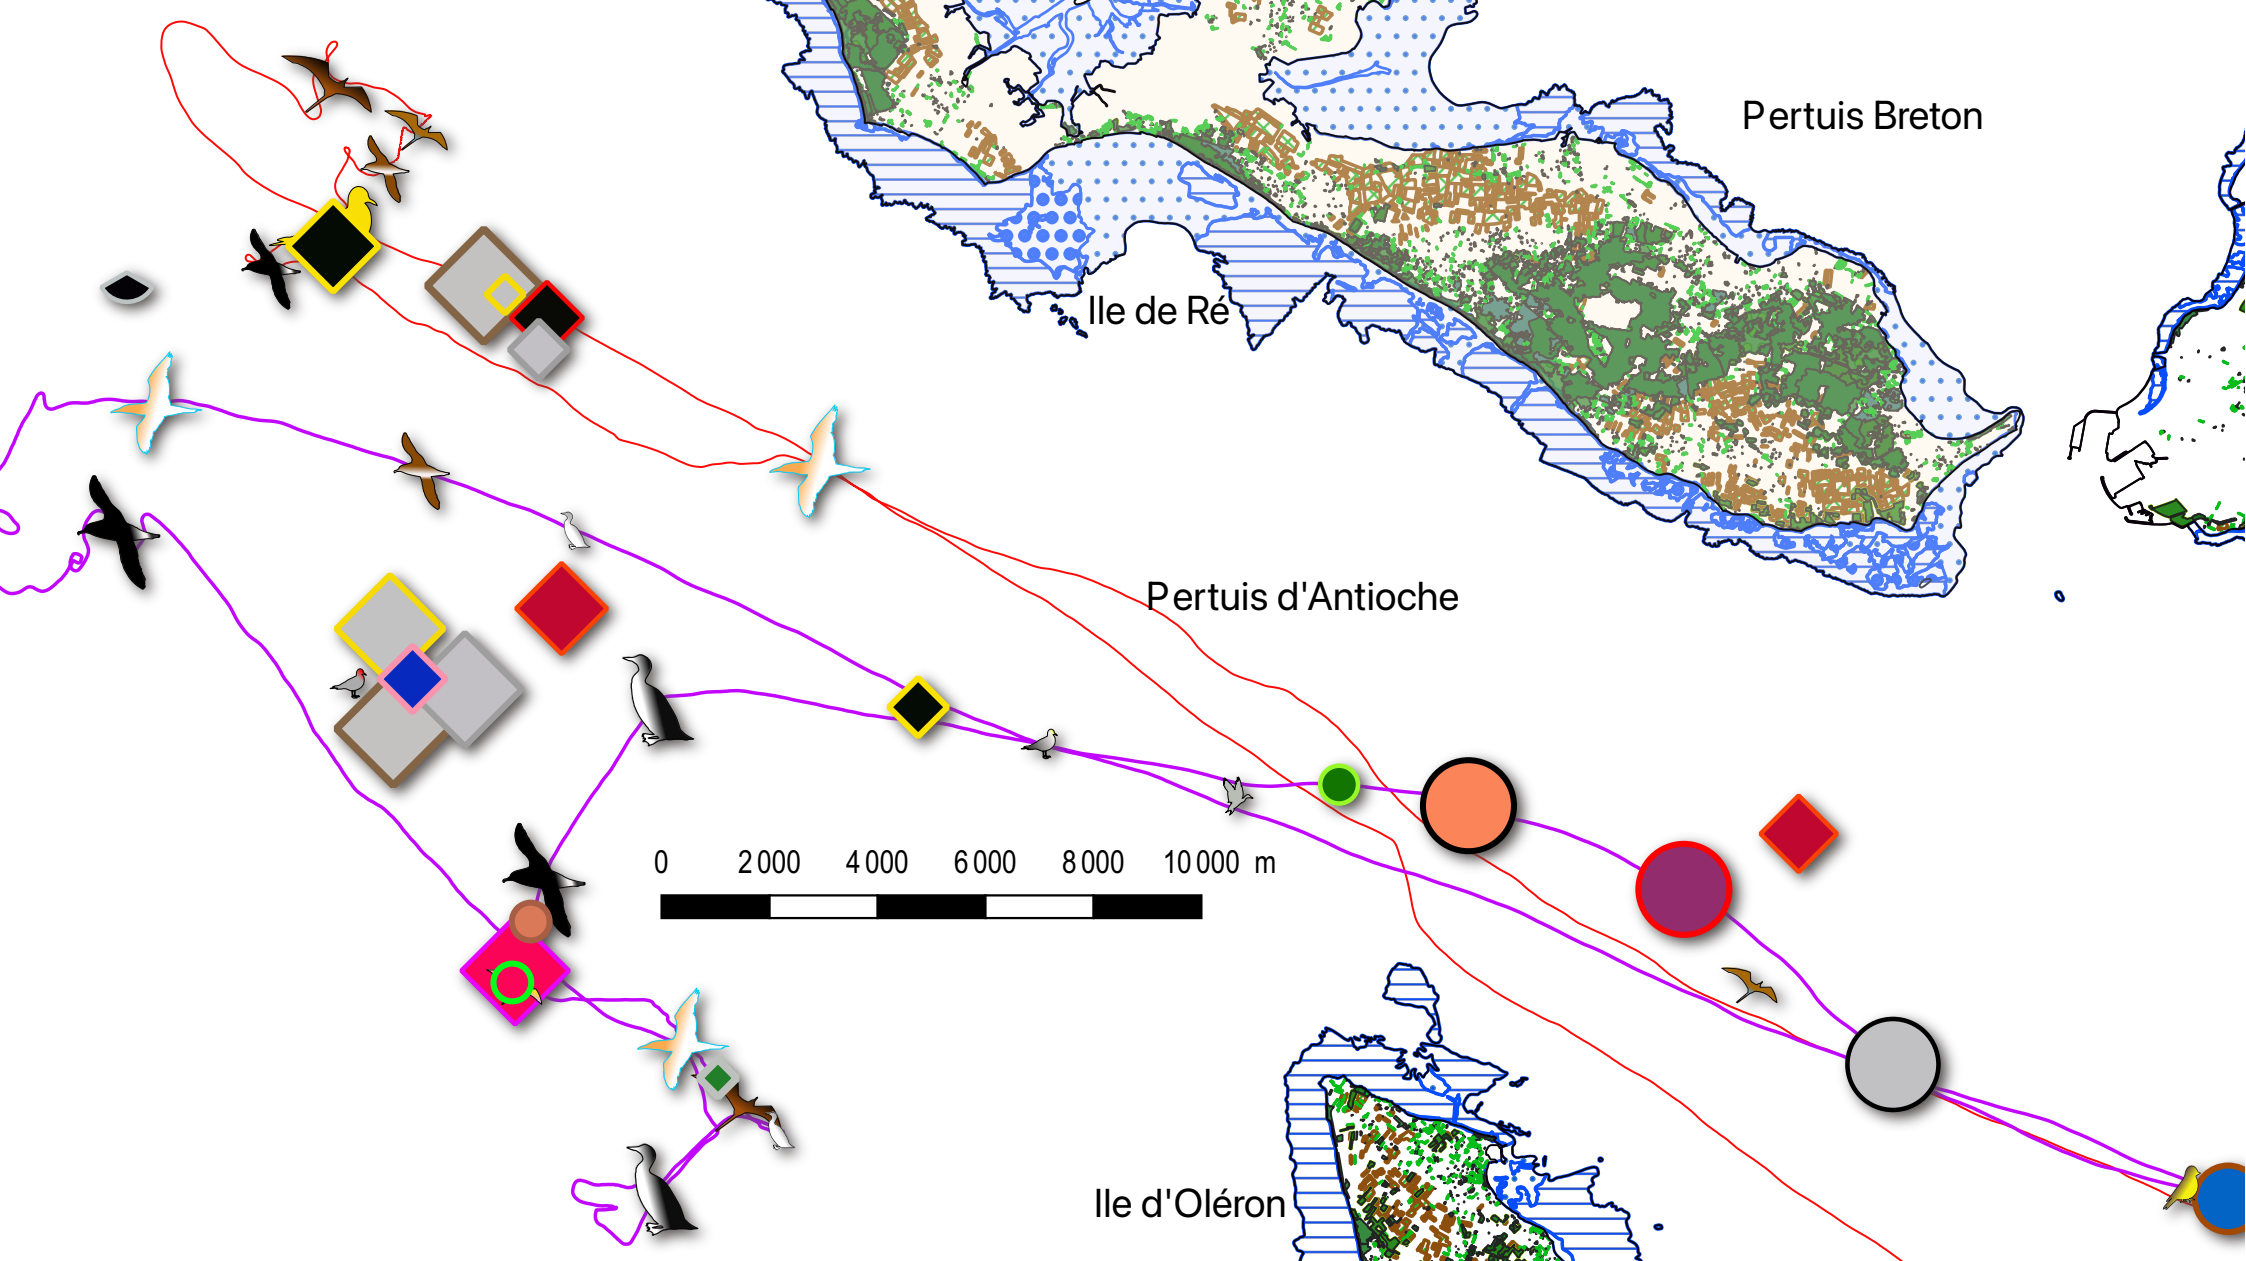 Pertuis Breton
Ile de Ré
Pertuis d'Antioche
0 2 000 4 000 6 000 8 000 10 000 m
Ile d'Oléron